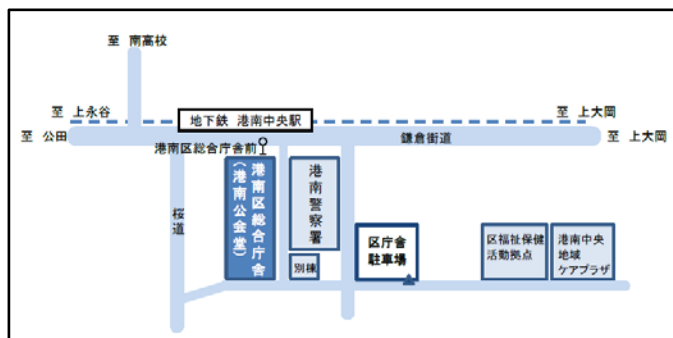 至 南高校
至 上永谷
至 上大岡
地下鉄 港南中央駅
至 公田
鎌倉街道
至 上大岡
港南区総合庁舎前
桜道
港南区総合庁舎
（港南公会堂）
港南警察署
別棟
区庁舎
駐車場
区福祉保健
活動拠点
港南中央
地域
ケアプラザ